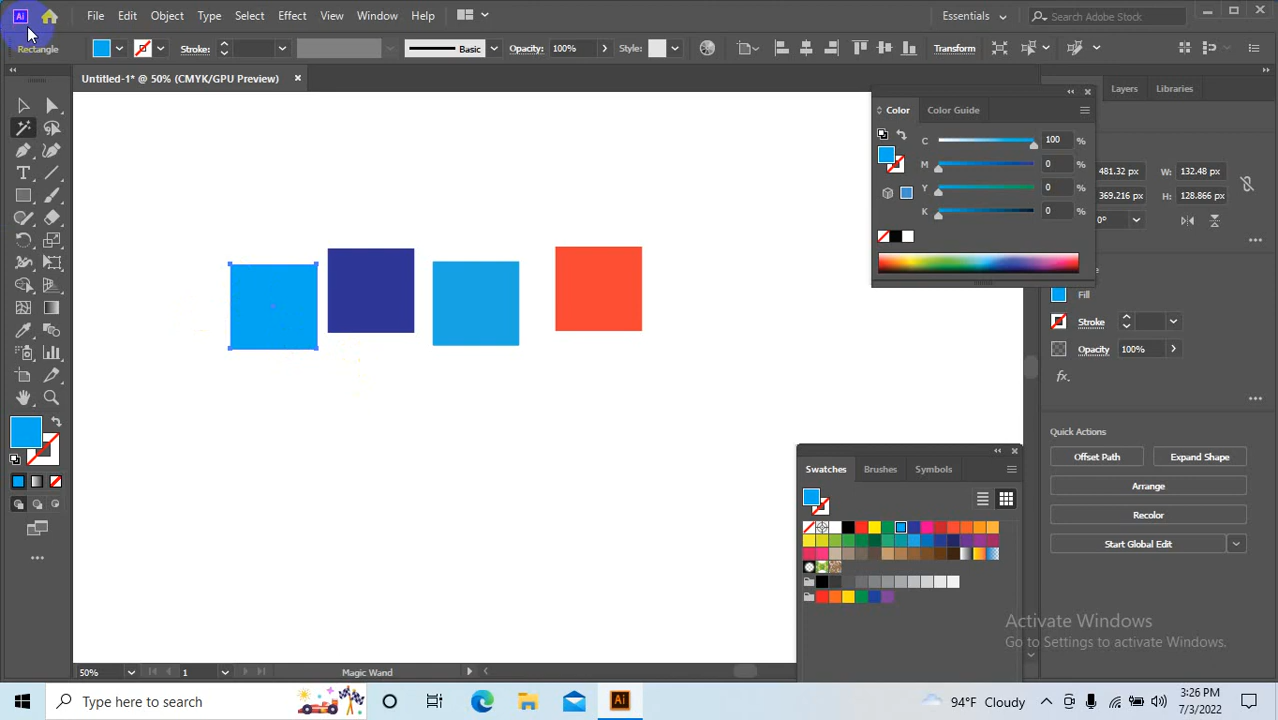 Ai File Edit Object Type Select Effect View Window Help Essentials Search Adobe Stock
Rectangle Stroke: Basic Opacity: 100% Style: Transform
Untitled-1* @ 50% (CMYK/GPU Preview)
Layers Libraries
Color Color Guide
C 100 %
M 0 %
Y 0 %
K 0 %
481.32 px W: 132.48 px
369.216 px H: 128.866 px
0°
Fill
Stroke
Opacity 100%
fx
Quick Actions
Offset Path Expand Shape
Arrange
Recolor
Start Global Edit
Swatches Brushes Symbols
Activate Windows
Go to Settings to activate Windows.
50% 1 Magic Wand
Type here to search Ai 94°F Cloudy 3:26 PM
7/3/2022